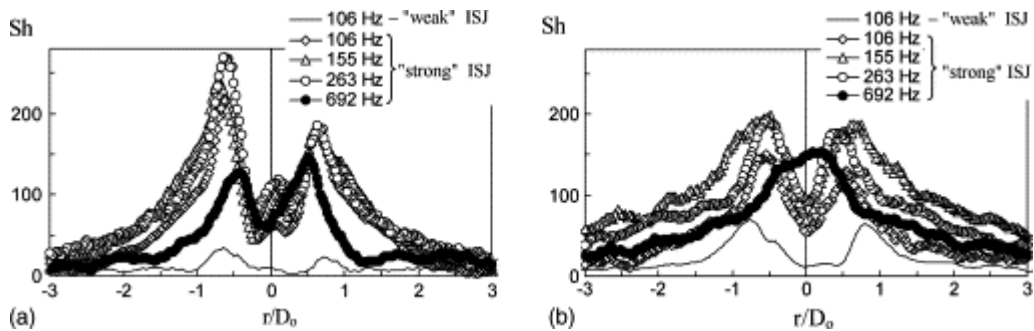 Sh
106 Hz – "weak" ISJ
106 Hz
155 Hz
263 Hz
692 Hz
"strong" ISJ
200
100
0
-3 -2 -1 0 1 2 3
(a)
r/Do
Sh
106 Hz – "weak" ISJ
106 Hz
155 Hz
263 Hz
692 Hz
"strong" ISJ
200
100
0
-3 -2 -1 0 1 2 3
(b)
r/Do